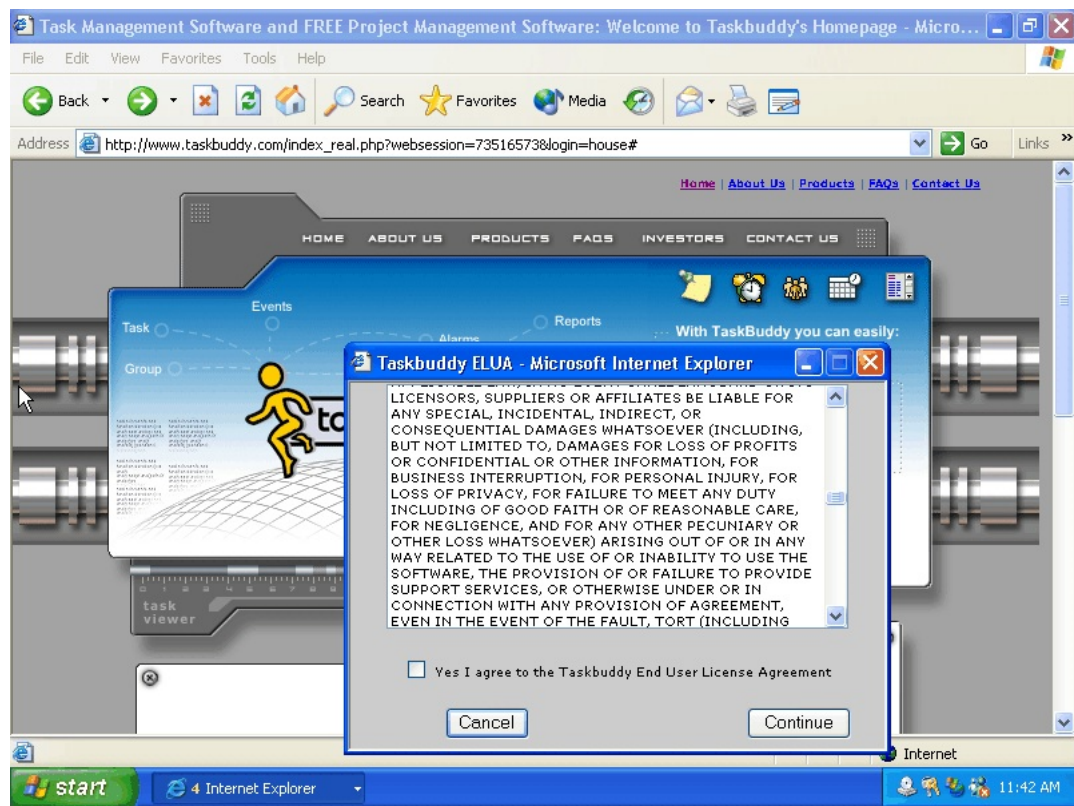 Task Management Software and FREE Project Management Software: Welcome to Taskbuddy's Homepage - Micro...
File Edit View Favorites Tools Help
Back Search Favorites Media
Address http://www.taskbuddy.com/index_real.php?websession=73516573&login=house# Go Links »
Home | About Us | Products | FAQs | Contact Us
HOME ABOUT US PRODUCTS FAQS INVESTORS CONTACT US
Events
Task
Reports
Alarms
With TaskBuddy you can easily:
Group
Taskbuddy ELUA - Microsoft Internet Explorer
LICENSORS, SUPPLIERS OR AFFILIATES BE LIABLE FOR
ANY SPECIAL, INCIDENTAL, INDIRECT, OR
CONSEQUENTIAL DAMAGES WHATSOEVER (INCLUDING,
BUT NOT LIMITED TO, DAMAGES FOR LOSS OF PROFITS
OR CONFIDENTIAL OR OTHER INFORMATION, FOR
BUSINESS INTERRUPTION, FOR PERSONAL INJURY, FOR
LOSS OF PRIVACY, FOR FAILURE TO MEET ANY DUTY
INCLUDING OF GOOD FAITH OR OF REASONABLE CARE,
FOR NEGLIGENCE, AND FOR ANY OTHER PECUNIARY OR
OTHER LOSS WHATSOEVER) ARISING OUT OF OR IN ANY
WAY RELATED TO THE USE OF OR INABILITY TO USE THE
SOFTWARE, THE PROVISION OF OR FAILURE TO PROVIDE
SUPPORT SERVICES, OR OTHERWISE UNDER OR IN
CONNECTION WITH ANY PROVISION OF AGREEMENT,
EVEN IN THE EVENT OF THE FAULT, TORT (INCLUDING
Yes I agree to the Taskbuddy End User License Agreement
Cancel Continue
task
viewer
Internet
start 4 Internet Explorer 11:42 AM